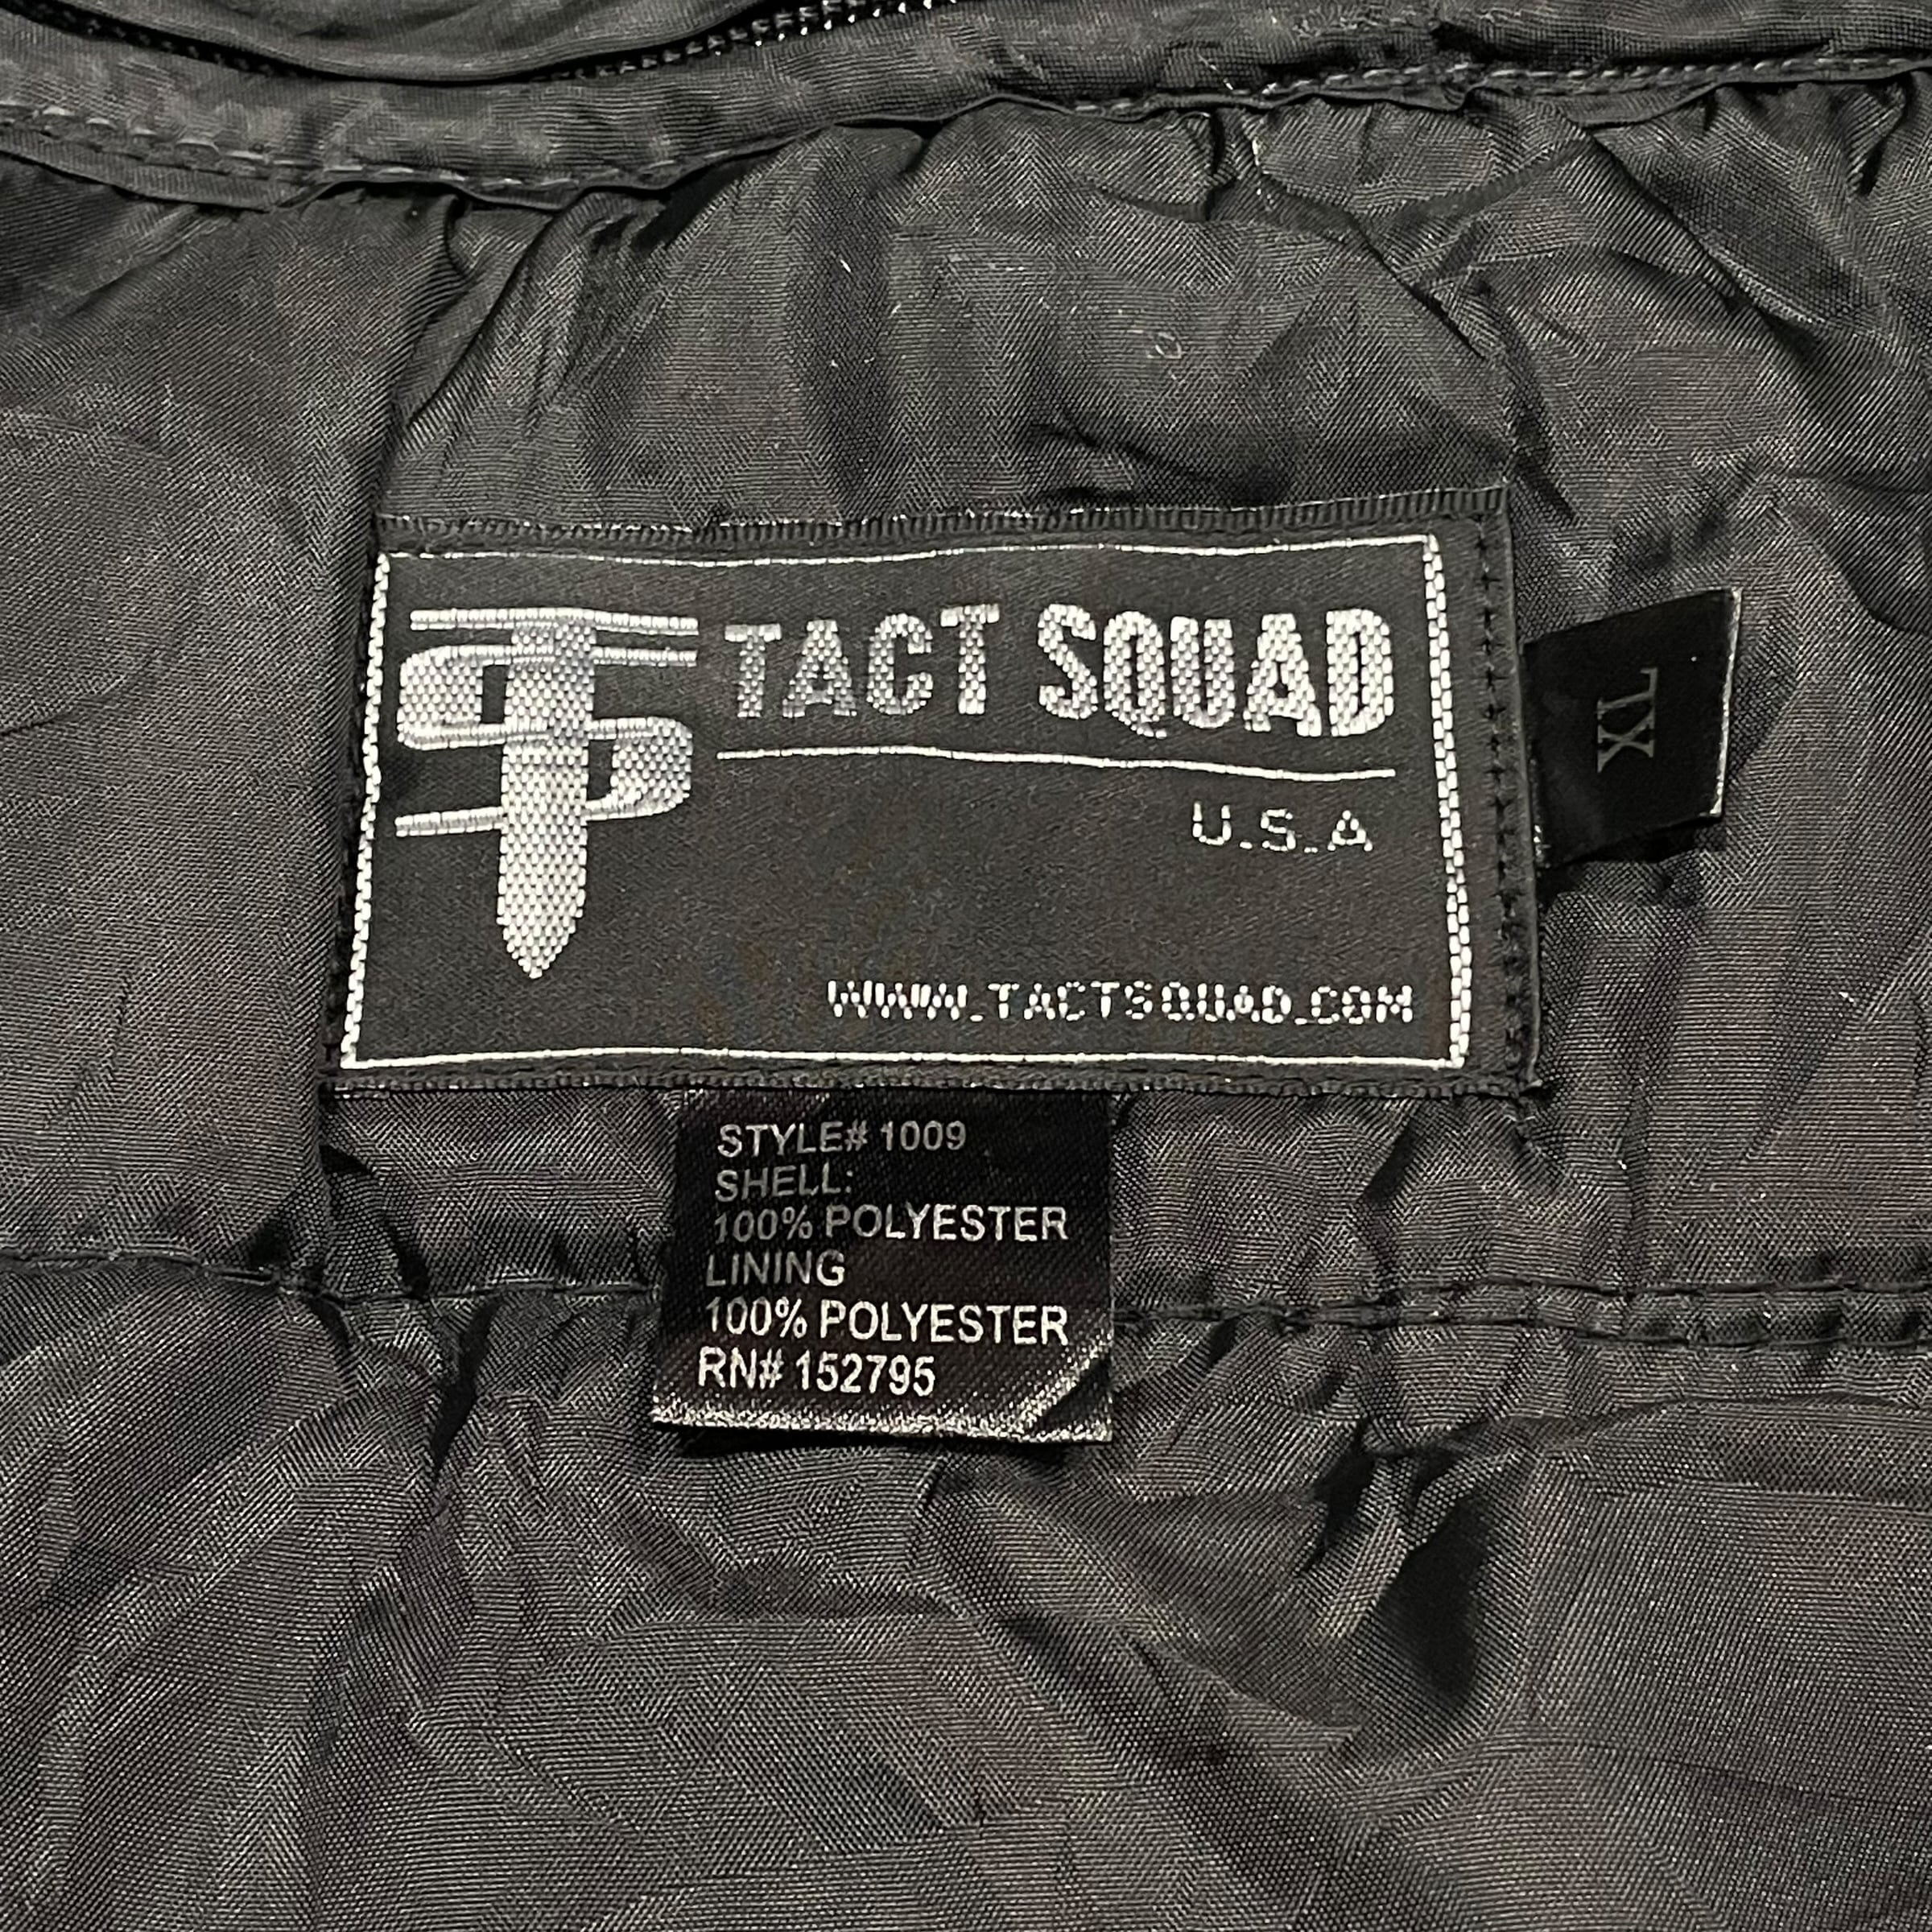 TACT SQUAD
U.S.A
WWW.TACTSQUAD.COM
XL
STYLE# 1009
SHELL:
100% POLYESTER
LINING
100% POLYESTER
RN# 152795